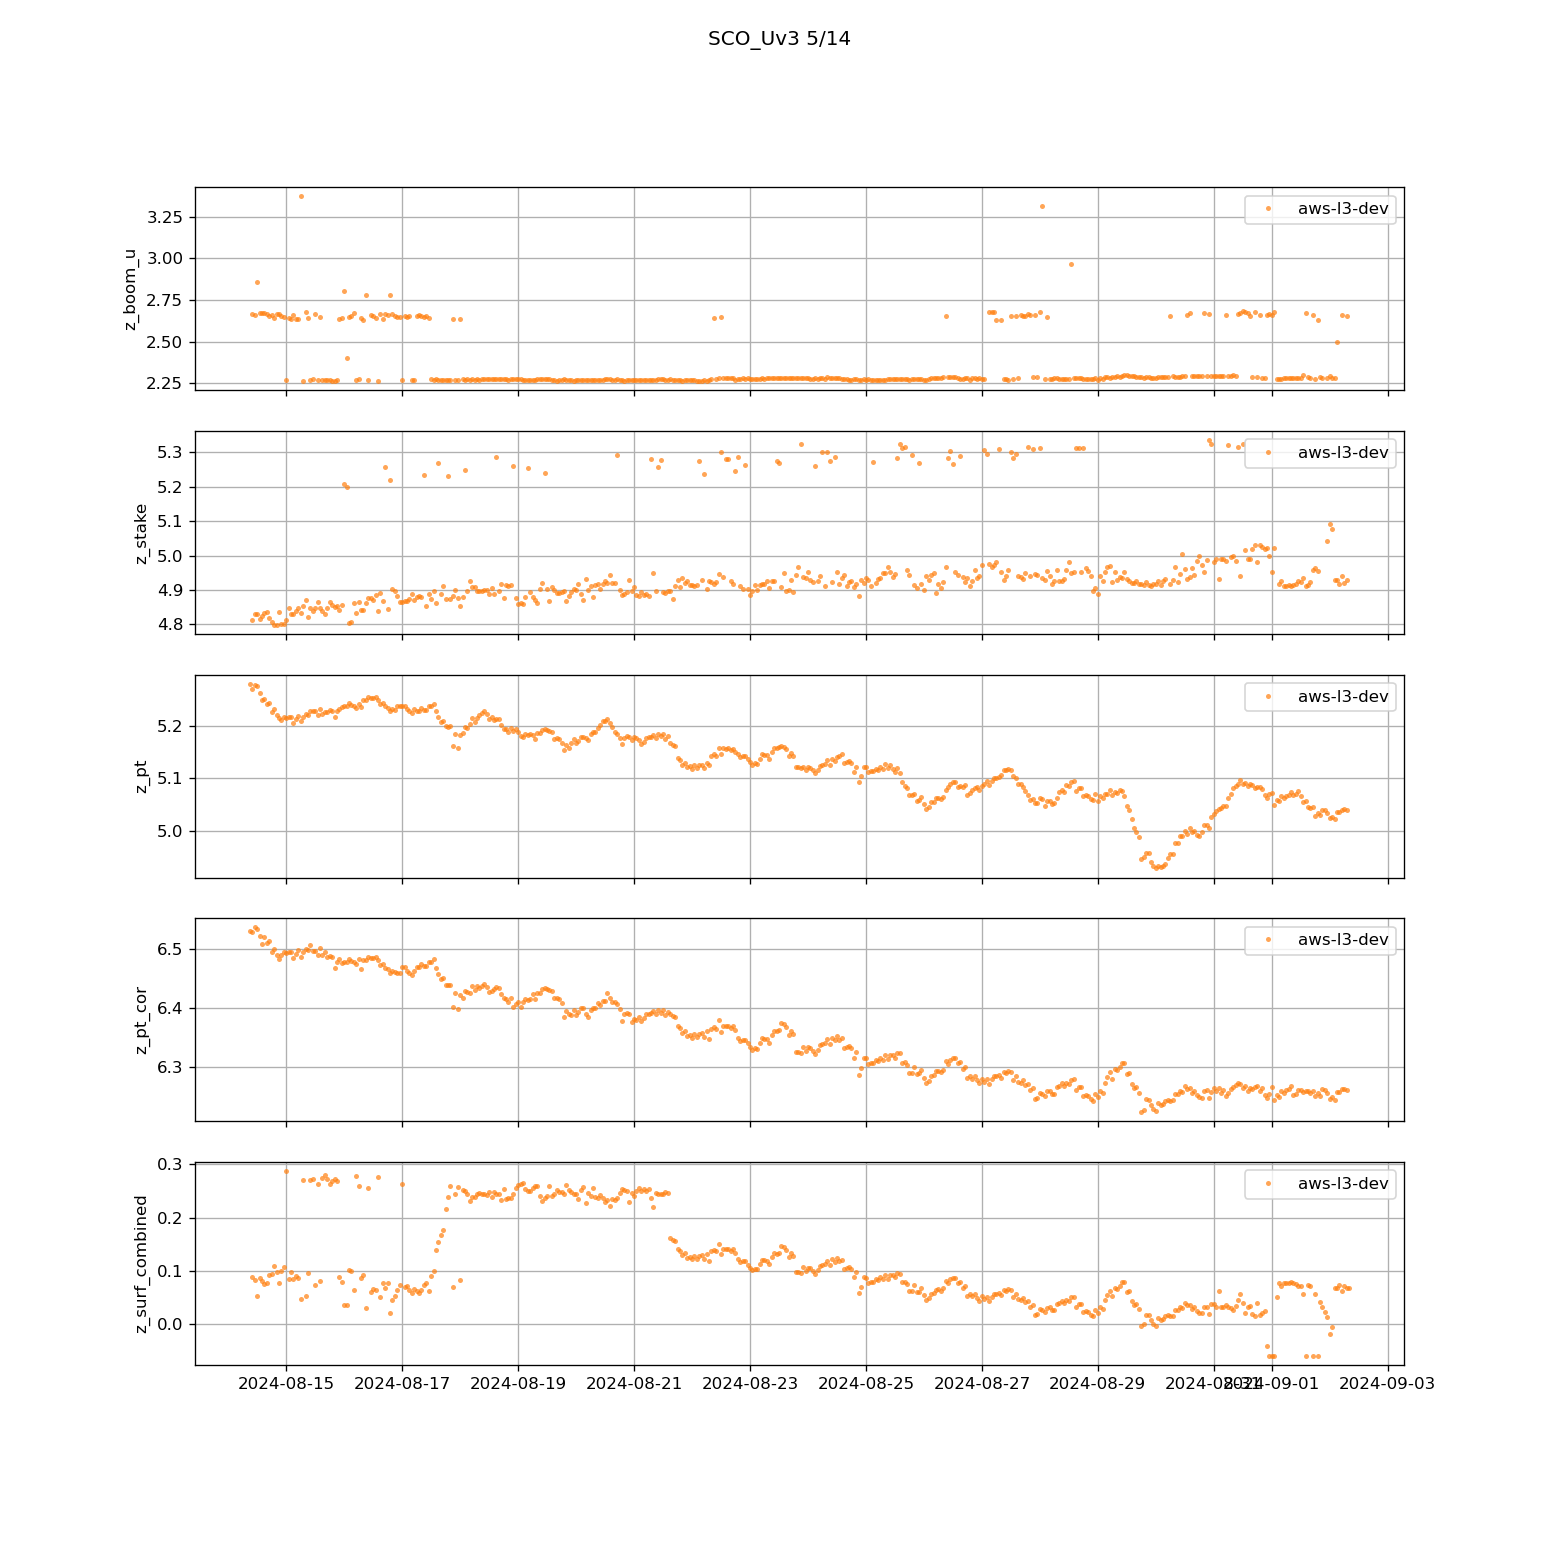 SCO_Uv3 5/14
z_boom_u
3.25
3.00
2.75
2.50
2.25
aws-l3-dev
z_stake
5.3
5.2
5.1
5.0
4.9
4.8
aws-l3-dev
z_pt
5.2
5.1
5.0
aws-l3-dev
z_pt_cor
6.5
6.4
6.3
aws-l3-dev
z_surf_combined
0.3
0.2
0.1
0.0
aws-l3-dev
2024-08-15 2024-08-17 2024-08-19 2024-08-21 2024-08-23 2024-08-25 2024-08-27 2024-08-29 2024-08-31 2024-09-01 2024-09-03